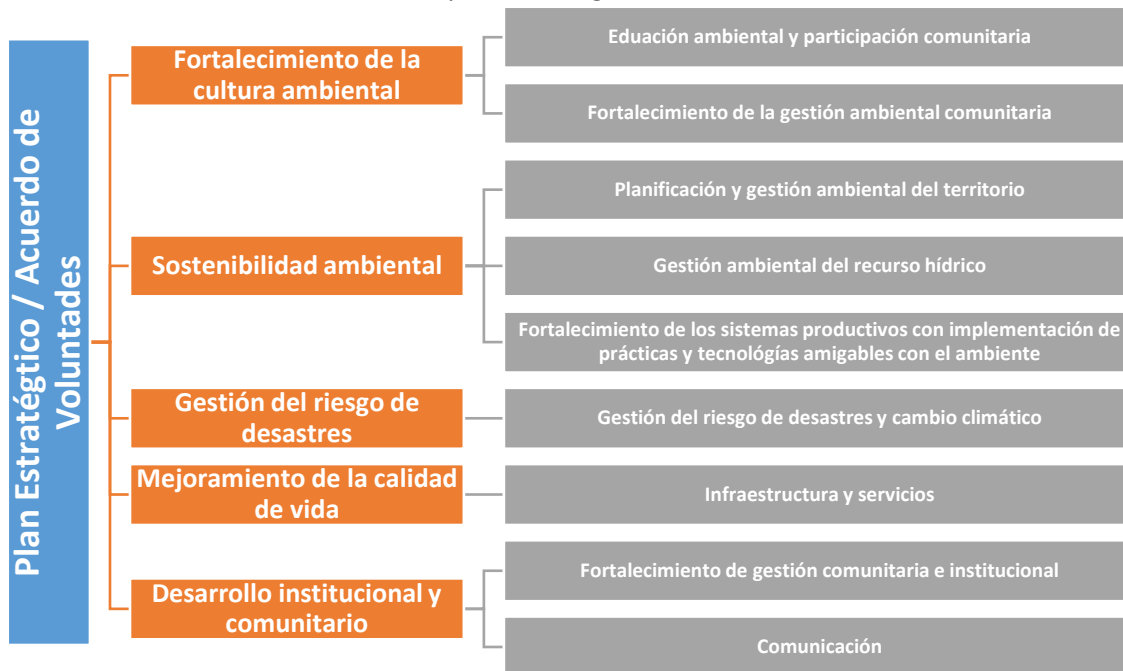 Plan Estratégtico / Acuerdo de
Voluntades
Fortalecimiento de la
cultura ambiental
Eduación ambiental y participación comunitaria
Fortalecimiento de la gestión ambiental comunitaria
Sostenibilidad ambiental
Planificación y gestión ambiental del territorio
Gestión ambiental del recurso hídrico
Fortalecimiento de los sistemas productivos con implementación de
prácticas y tecnológías amigables con el ambiente
Gestión del riesgo de
desastres
Gestión del riesgo de desastres y cambio climático
Mejoramiento de la calidad
de vida
Infraestructura y servicios
Desarrollo institucional y
comunitario
Fortalecimiento de gestión comunitaria e institucional
Comunicación